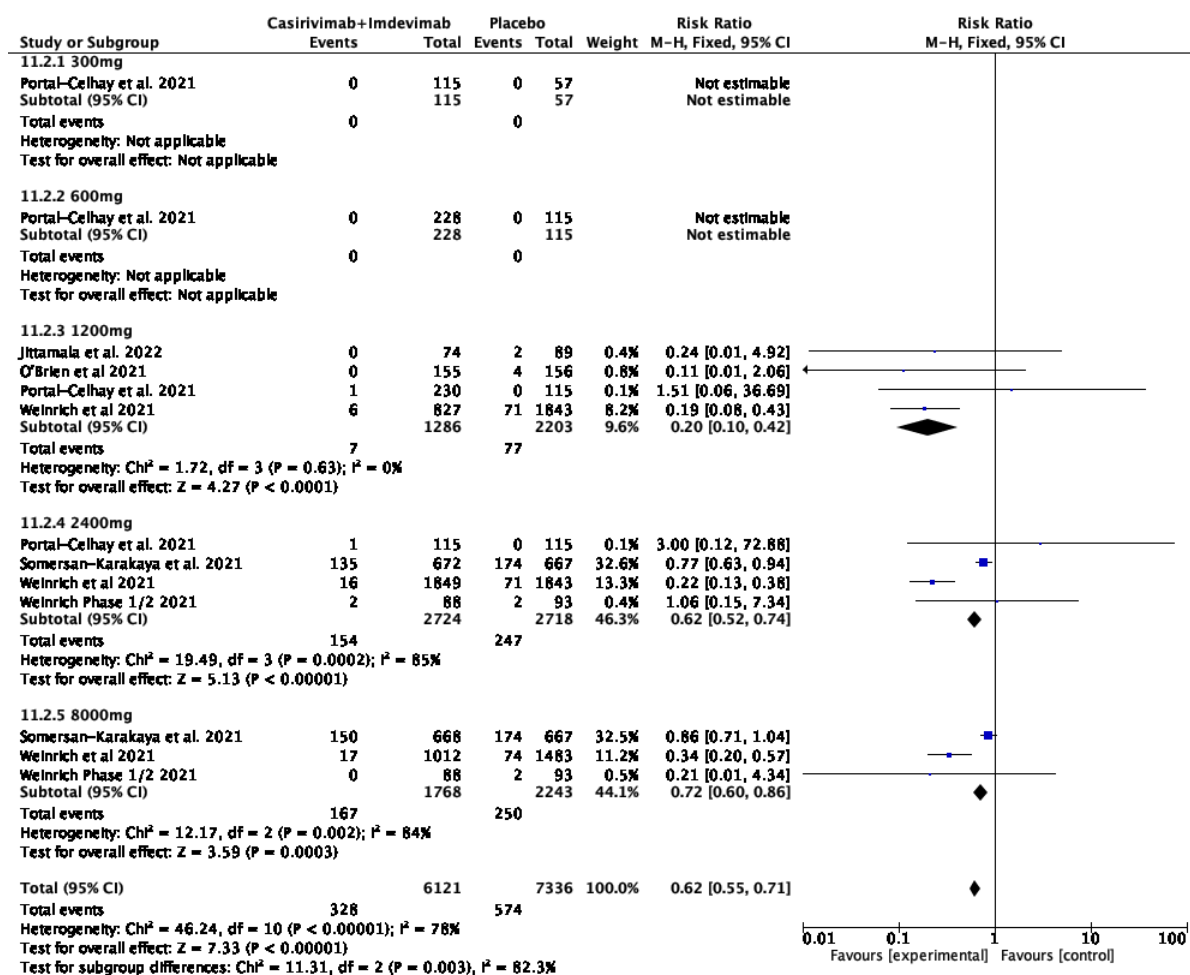 Casirivimab+Imdevimab Placebo Risk Ratio Risk Ratio
Study or Subgroup Events Total Events Total Weight M-H, Fixed, 95% CI M-H, Fixed, 95% CI
11.2.1 300mg
Portal-Celhay et al. 2021 0 115 0 57 Not estimable
Subtotal (95% CI) 115 57 Not estimable
Total events 0 0
Heterogeneity: Not applicable
Test for overall effect: Not applicable
11.2.2 600mg
Portal-Celhay et al. 2021 0 228 0 115 Not estimable
Subtotal (95% CI) 228 115 Not estimable
Total events 0 0
Heterogeneity: Not applicable
Test for overall effect: Not applicable
11.2.3 1200mg
Jittamala et al. 2022 0 74 2 89 0.4% 0.24 [0.01, 4.92]
O'Brien et al 2021 0 155 4 156 0.8% 0.11 [0.01, 2.06]
Portal-Celhay et al. 2021 1 230 0 115 0.1% 1.51 [0.06, 36.69]
Weinrich et al 2021 6 827 71 1843 8.2% 0.19 [0.08, 0.43]
Subtotal (95% CI) 1286 2203 9.6% 0.20 [0.10, 0.42]
Total events 7 77
Heterogeneity: Chi² = 1.72, df = 3 (P = 0.63); I² = 0%
Test for overall effect: Z = 4.27 (P < 0.0001)
11.2.4 2400mg
Portal-Celhay et al. 2021 1 115 0 115 0.1% 3.00 [0.12, 72.88]
Somersan-Karakaya et al. 2021 135 672 174 667 32.6% 0.77 [0.63, 0.94]
Weinrich et al 2021 16 1849 71 1843 13.3% 0.22 [0.13, 0.38]
Weinrich Phase 1/2 2021 2 88 2 93 0.4% 1.06 [0.15, 7.34]
Subtotal (95% CI) 2724 2718 46.3% 0.62 [0.52, 0.74]
Total events 154 247
Heterogeneity: Chi² = 19.49, df = 3 (P = 0.0002); I² = 85%
Test for overall effect: Z = 5.13 (P < 0.00001)
11.2.5 8000mg
Somersan-Karakaya et al. 2021 150 668 174 667 32.5% 0.86 [0.71, 1.04]
Weinrich et al 2021 17 1012 74 1483 11.2% 0.34 [0.20, 0.57]
Weinrich Phase 1/2 2021 0 88 2 93 0.5% 0.21 [0.01, 4.34]
Subtotal (95% CI) 1768 2243 44.1% 0.72 [0.60, 0.86]
Total events 167 250
Heterogeneity: Chi² = 12.17, df = 2 (P = 0.002); I² = 84%
Test for overall effect: Z = 3.59 (P = 0.0003)
Total (95% CI) 6121 7336 100.0% 0.62 [0.55, 0.71]
Total events 328 574
Heterogeneity: Chi² = 46.24, df = 10 (P < 0.00001); I² = 78%
Test for overall effect: Z = 7.33 (P < 0.00001)
Test for subgroup differences: Chi² = 11.31, df = 2 (P = 0.003), I² = 82.3%
0.01 0.1 1 10 100
Favours [experimental] Favours [control]